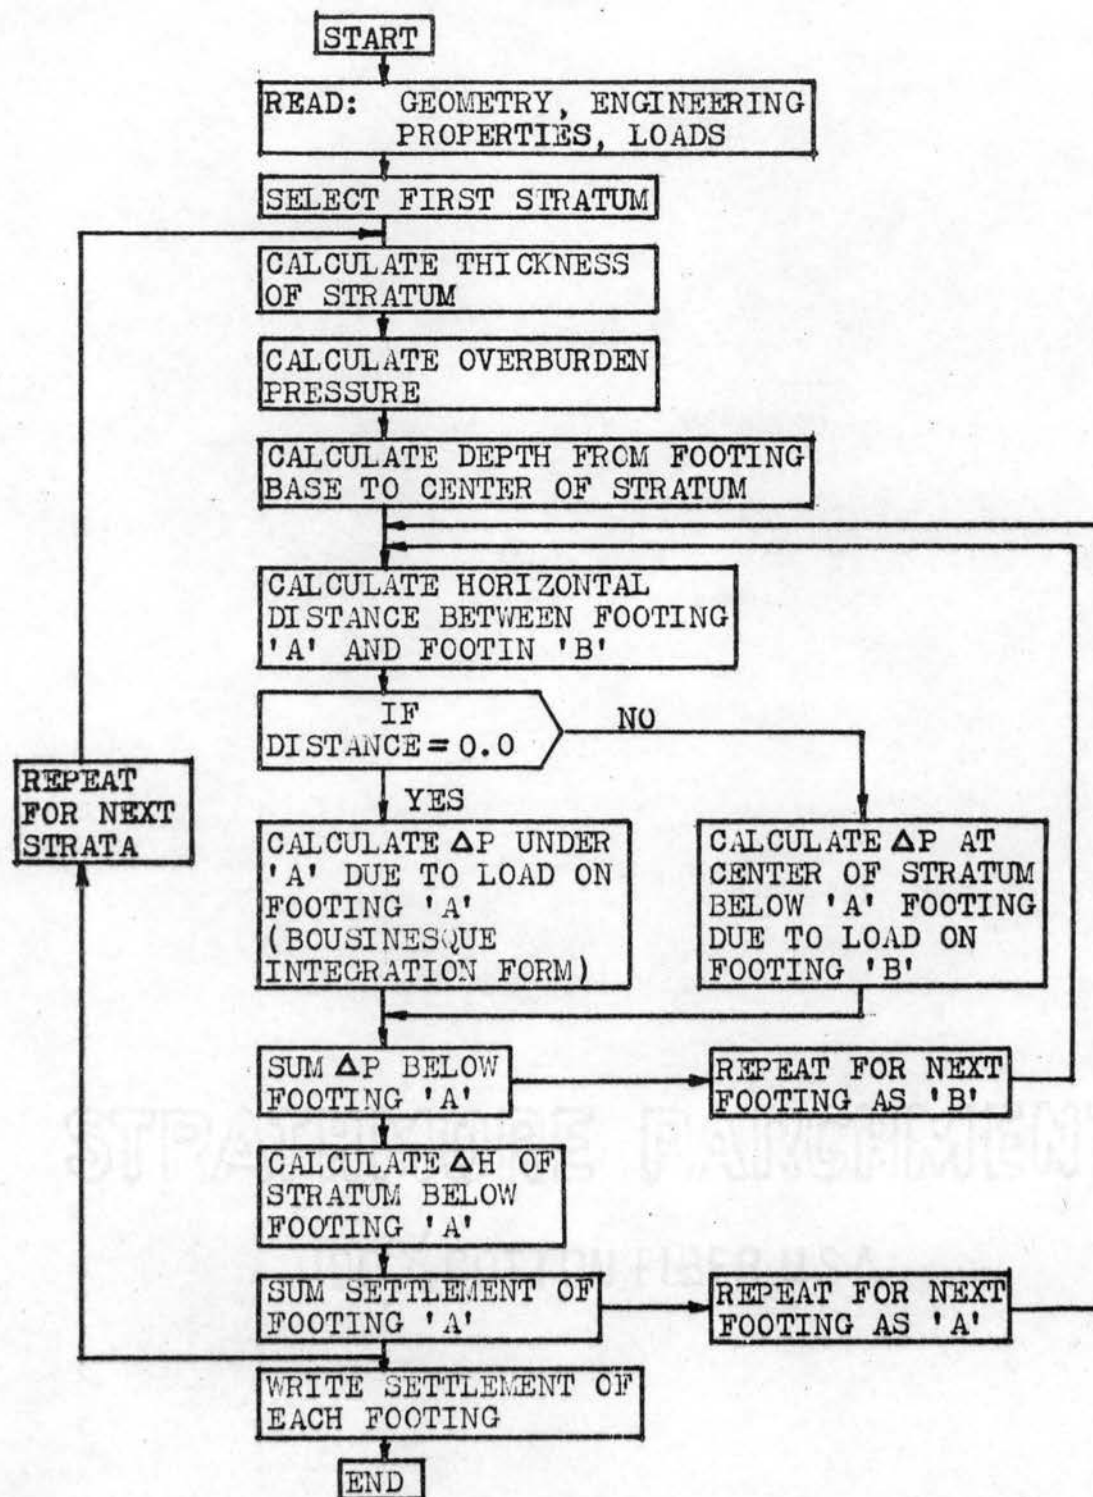 START
READ: GEOMETRY, ENGINEERING
PROPERTIES, LOADS
SELECT FIRST STRATUM
CALCULATE THICKNESS
OF STRATUM
CALCULATE OVERBURDEN
PRESSURE
CALCULATE DEPTH FROM FOOTING
BASE TO CENTER OF STRATUM
CALCULATE HORIZONTAL
DISTANCE BETWEEN FOOTING
'A' AND FOOTIN 'B'
IF
DISTANCE = 0.0
NO
YES
REPEAT
FOR NEXT
STRATA
CALCULATE ΔP UNDER
'A' DUE TO LOAD ON
FOOTING 'A'
(BOUSINESQUE
INTEGRATION FORM)
CALCULATE ΔP AT
CENTER OF STRATUM
BELOW 'A' FOOTING
DUE TO LOAD ON
FOOTING 'B'
SUM ΔP BELOW
FOOTING 'A'
REPEAT FOR NEXT
FOOTING AS 'B'
CALCULATE ΔH OF
STRATUM BELOW
FOOTING 'A'
SUM SETTLEMENT OF
FOOTING 'A'
REPEAT FOR NEXT
FOOTING AS 'A'
WRITE SETTLEMENT OF
EACH FOOTING
END